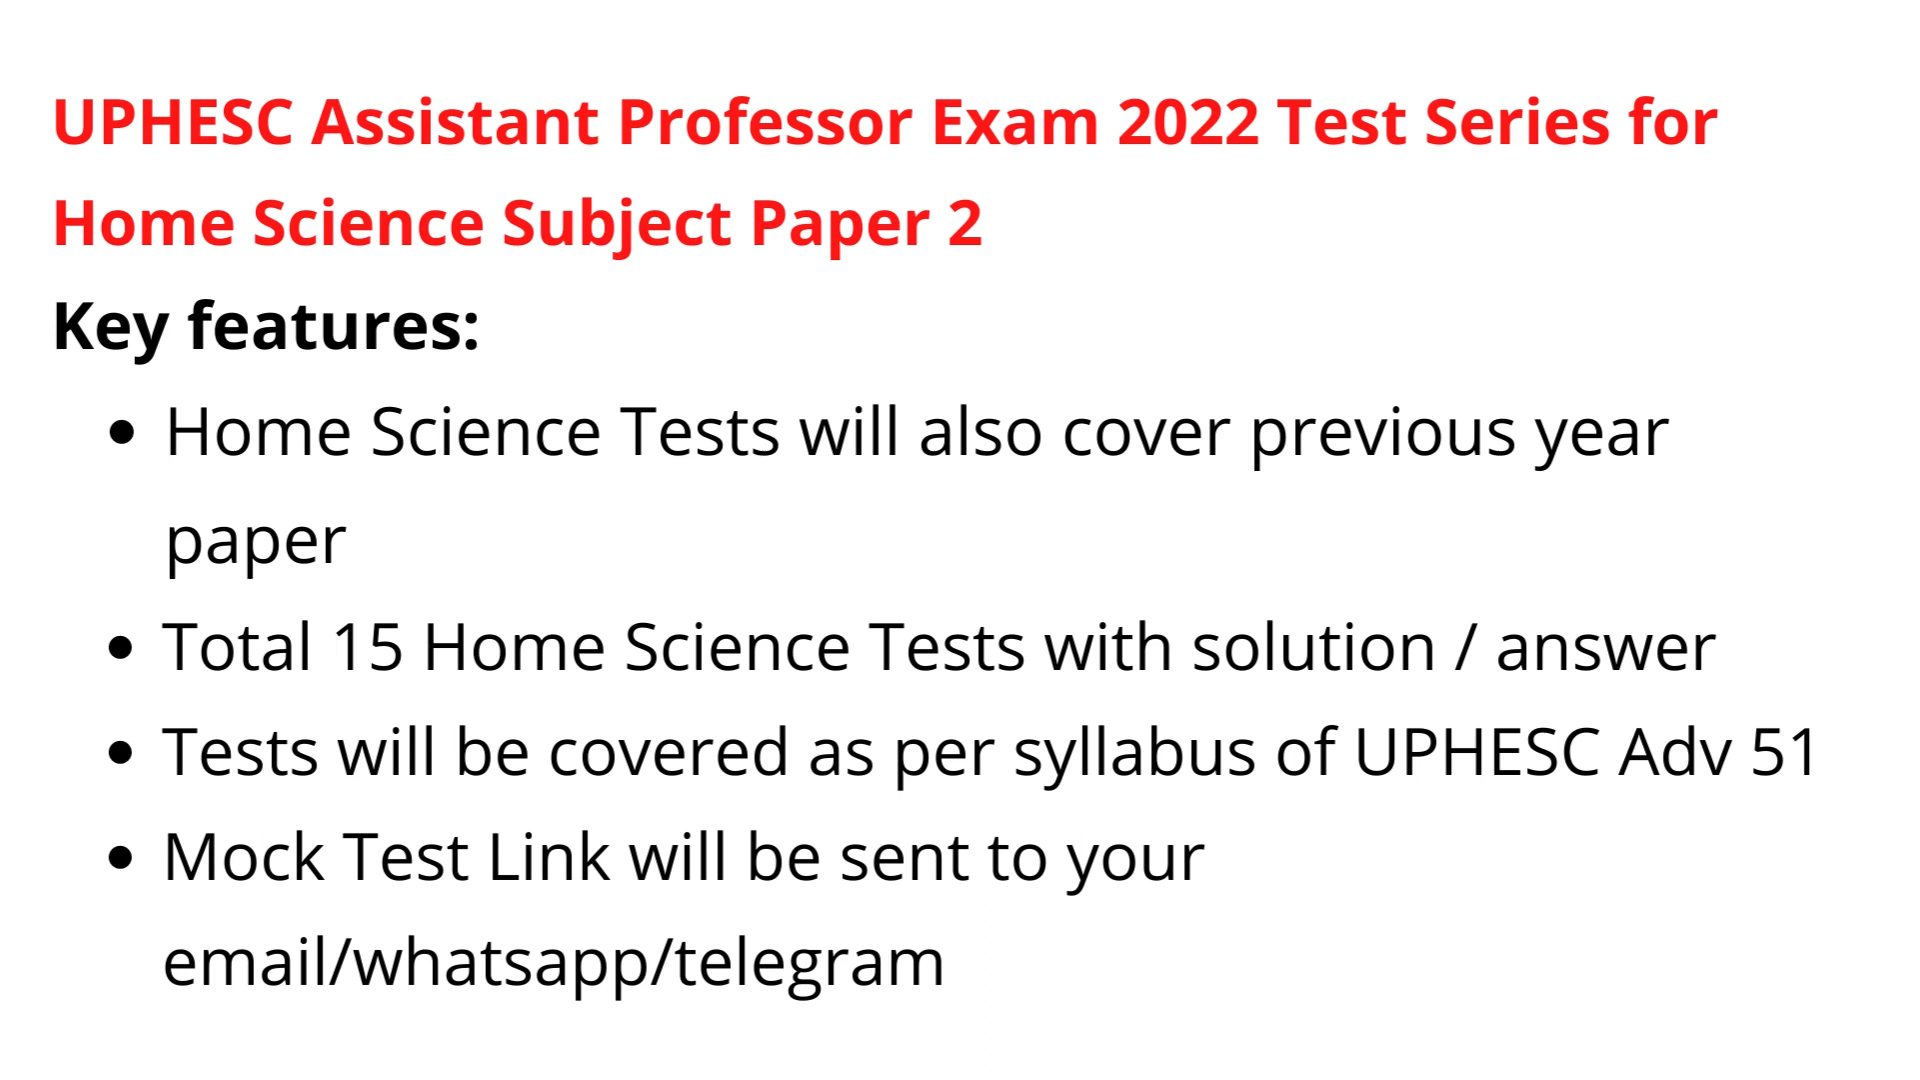 UPHESC Assistant Professor Exam 2022 Test Series for
Home Science Subject Paper 2
Key features:
• Home Science Tests will also cover previous year
paper
• Total 15 Home Science Tests with solution / answer
• Tests will be covered as per syllabus of UPHESC Adv 51
• Mock Test Link will be sent to your
email/whatsapp/telegram